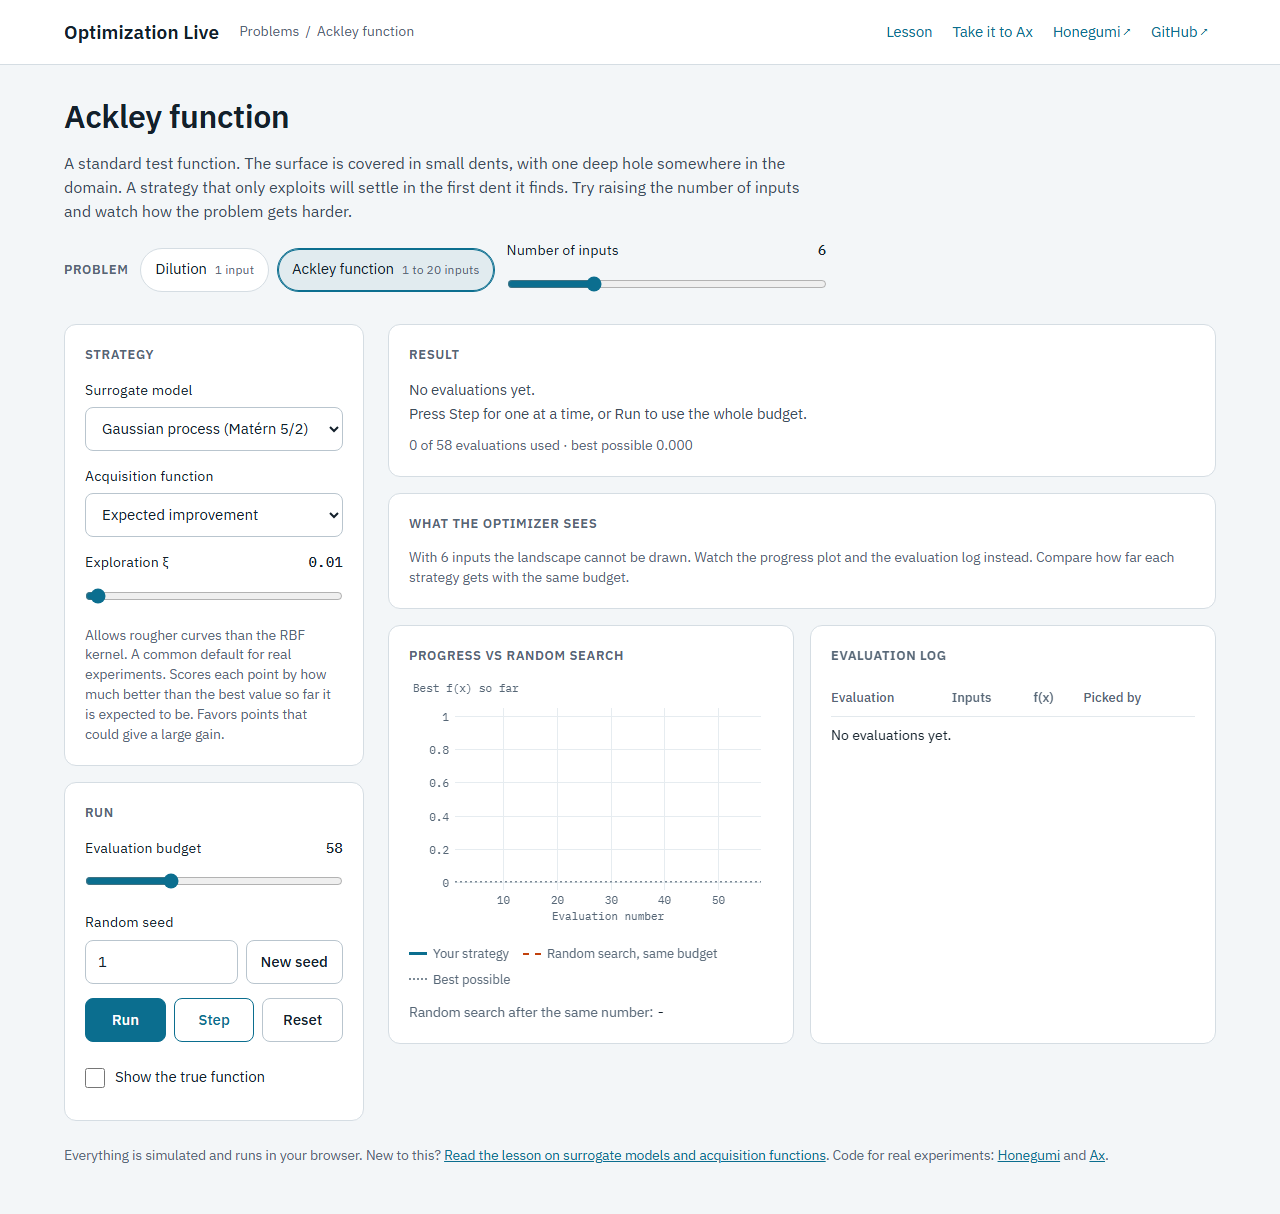 Optimization Live
Problems / Ackley function
Lesson
Take it to Ax
Honegumi↗
GitHub↗
Ackley function
A standard test function. The surface is covered in small dents, with one deep hole somewhere in the
domain. A strategy that only exploits will settle in the first dent it finds. Try raising the number of inputs
and watch how the problem gets harder.
PROBLEM
Dilution 1 input
Ackley function 1 to 20 inputs
Number of inputs 6
STRATEGY
Surrogate model
Gaussian process (Matérn 5/2)
Acquisition function
Expected improvement
Exploration ξ 0.01
Allows rougher curves than the RBF
kernel. A common default for real
experiments. Scores each point by how
much better than the best value so far it
is expected to be. Favors points that
could give a large gain.
RUN
Evaluation budget 58
Random seed
1
New seed
Run
Step
Reset
Show the true function
RESULT
No evaluations yet.
Press Step for one at a time, or Run to use the whole budget.
0 of 58 evaluations used · best possible 0.000
WHAT THE OPTIMIZER SEES
With 6 inputs the landscape cannot be drawn. Watch the progress plot and the evaluation log instead. Compare how far each
strategy gets with the same budget.
PROGRESS VS RANDOM SEARCH
Best f(x) so far
1
0.8
0.6
0.4
0.2
0
10 20 30 40 50
Evaluation number
Your strategy
Random search, same budget
Best possible
Random search after the same number: -
EVALUATION LOG
Evaluation Inputs f(x) Picked by
No evaluations yet.
Everything is simulated and runs in your browser. New to this? Read the lesson on surrogate models and acquisition functions. Code for real experiments: Honegumi and Ax.